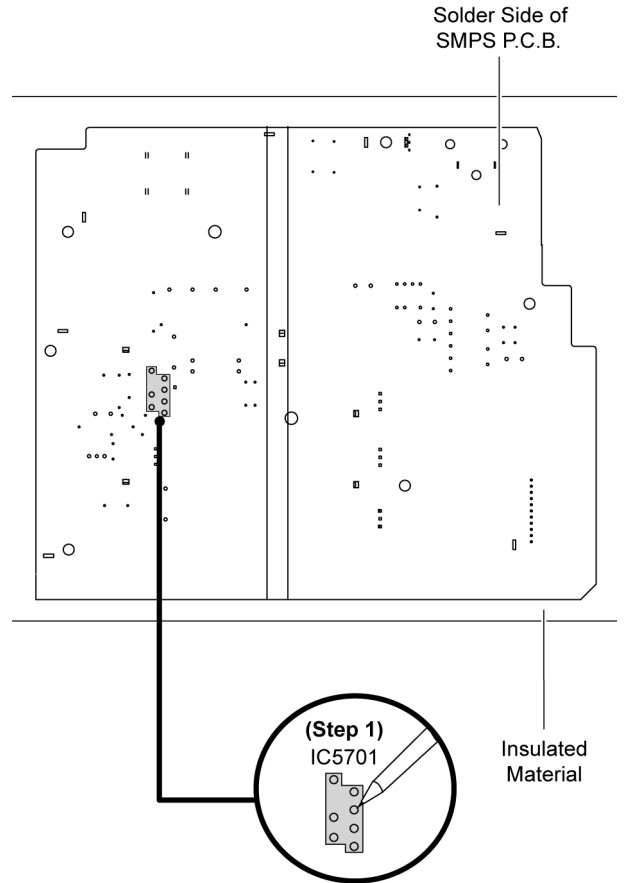 Solder Side of
SMPS P.C.B.
(Step 1)
IC5701
Insulated
Material